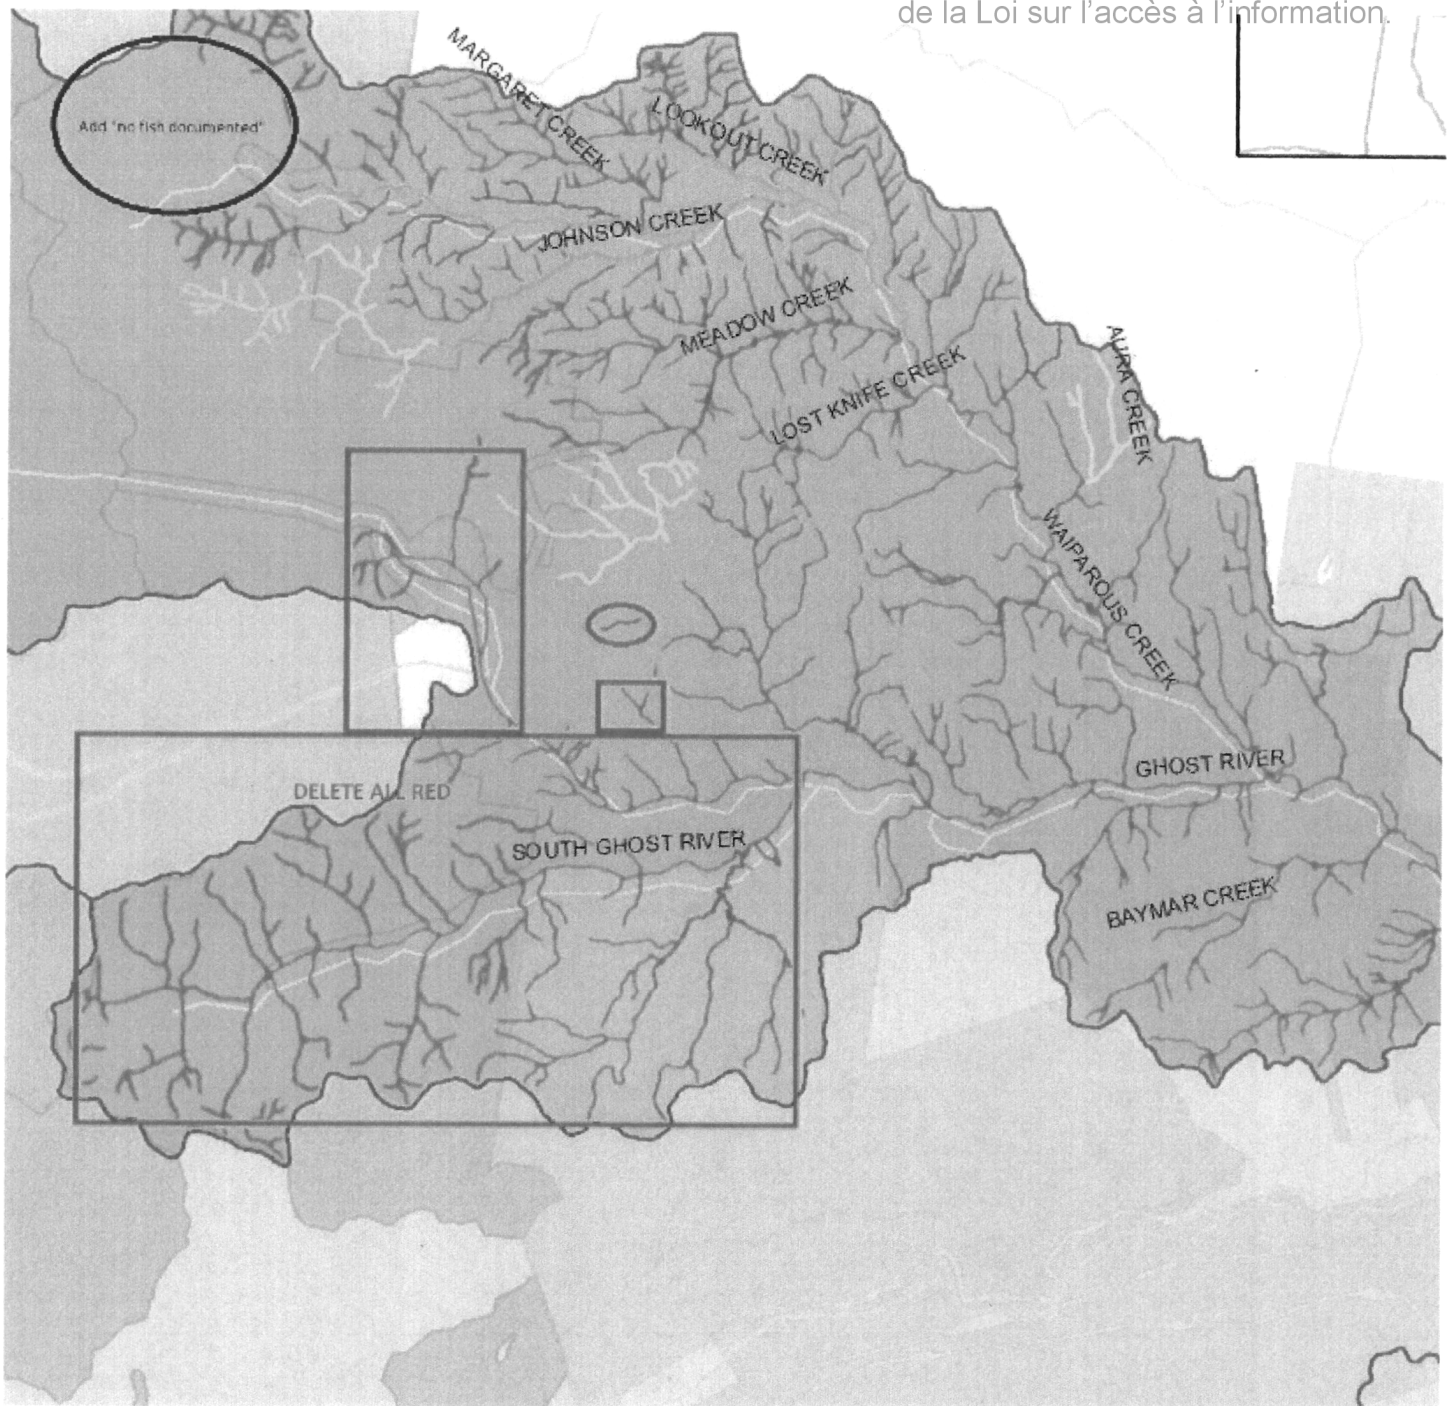 de la Loi sur l'accès à l'information.
MARGARET CREEK
LOOKOUT CREEK
Add "no fish documented"
JOHNSON CREEK
MEADOW CREEK
AURA CREEK
LOST KNIFE CREEK
WAIPAROUS CREEK
GHOST RIVER
DELETE ALL RED
SOUTH GHOST RIVER
BAYMAR CREEK